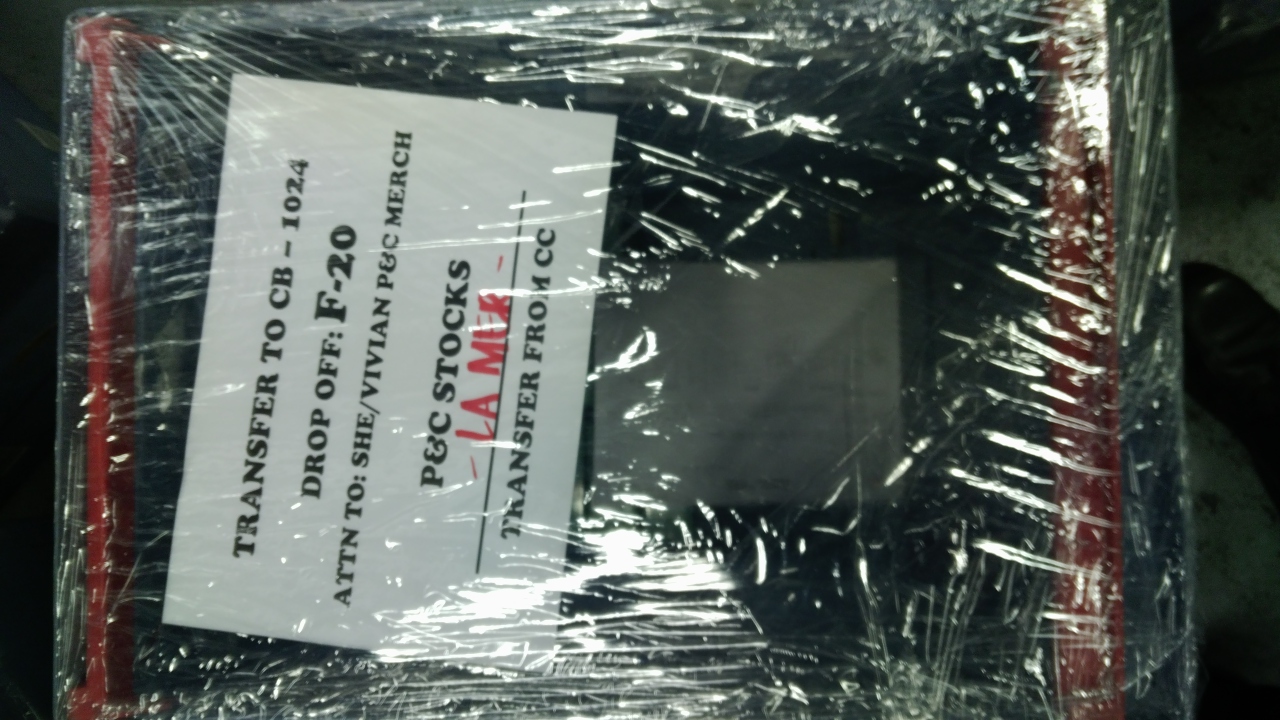 TRANSFER TO CB – 1024
DROP OFF: F-20
ATTN TO: SHE/VIVIAN P&C MERCH
P&C STOCKS
- LA MER -
TRANSFER FROM CC